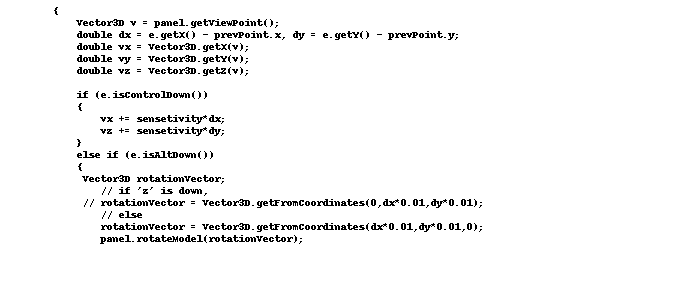 {
Vector3D v = panel.getViewPoint();
double dx = e.getX() - prevPoint.x, dy = e.getY() - prevPoint.y;
double vx = Vector3D.getX(v);
double vy = Vector3D.getY(v);
double vz = Vector3D.getZ(v);
if (e.isControlDown())
{
vx += sensetivity*dx;
vz += sensetivity*dy;
}
else if (e.isAltDown())
{
Vector3D rotationVector;
// if 'z' is down,
// rotationVector = Vector3D.getFromCoordinates(0,dx*0.01,dy*0.01);
// else
rotationVector = Vector3D.getFromCoordinates(dx*0.01,dy*0.01,0);
panel.rotateModel(rotationVector);